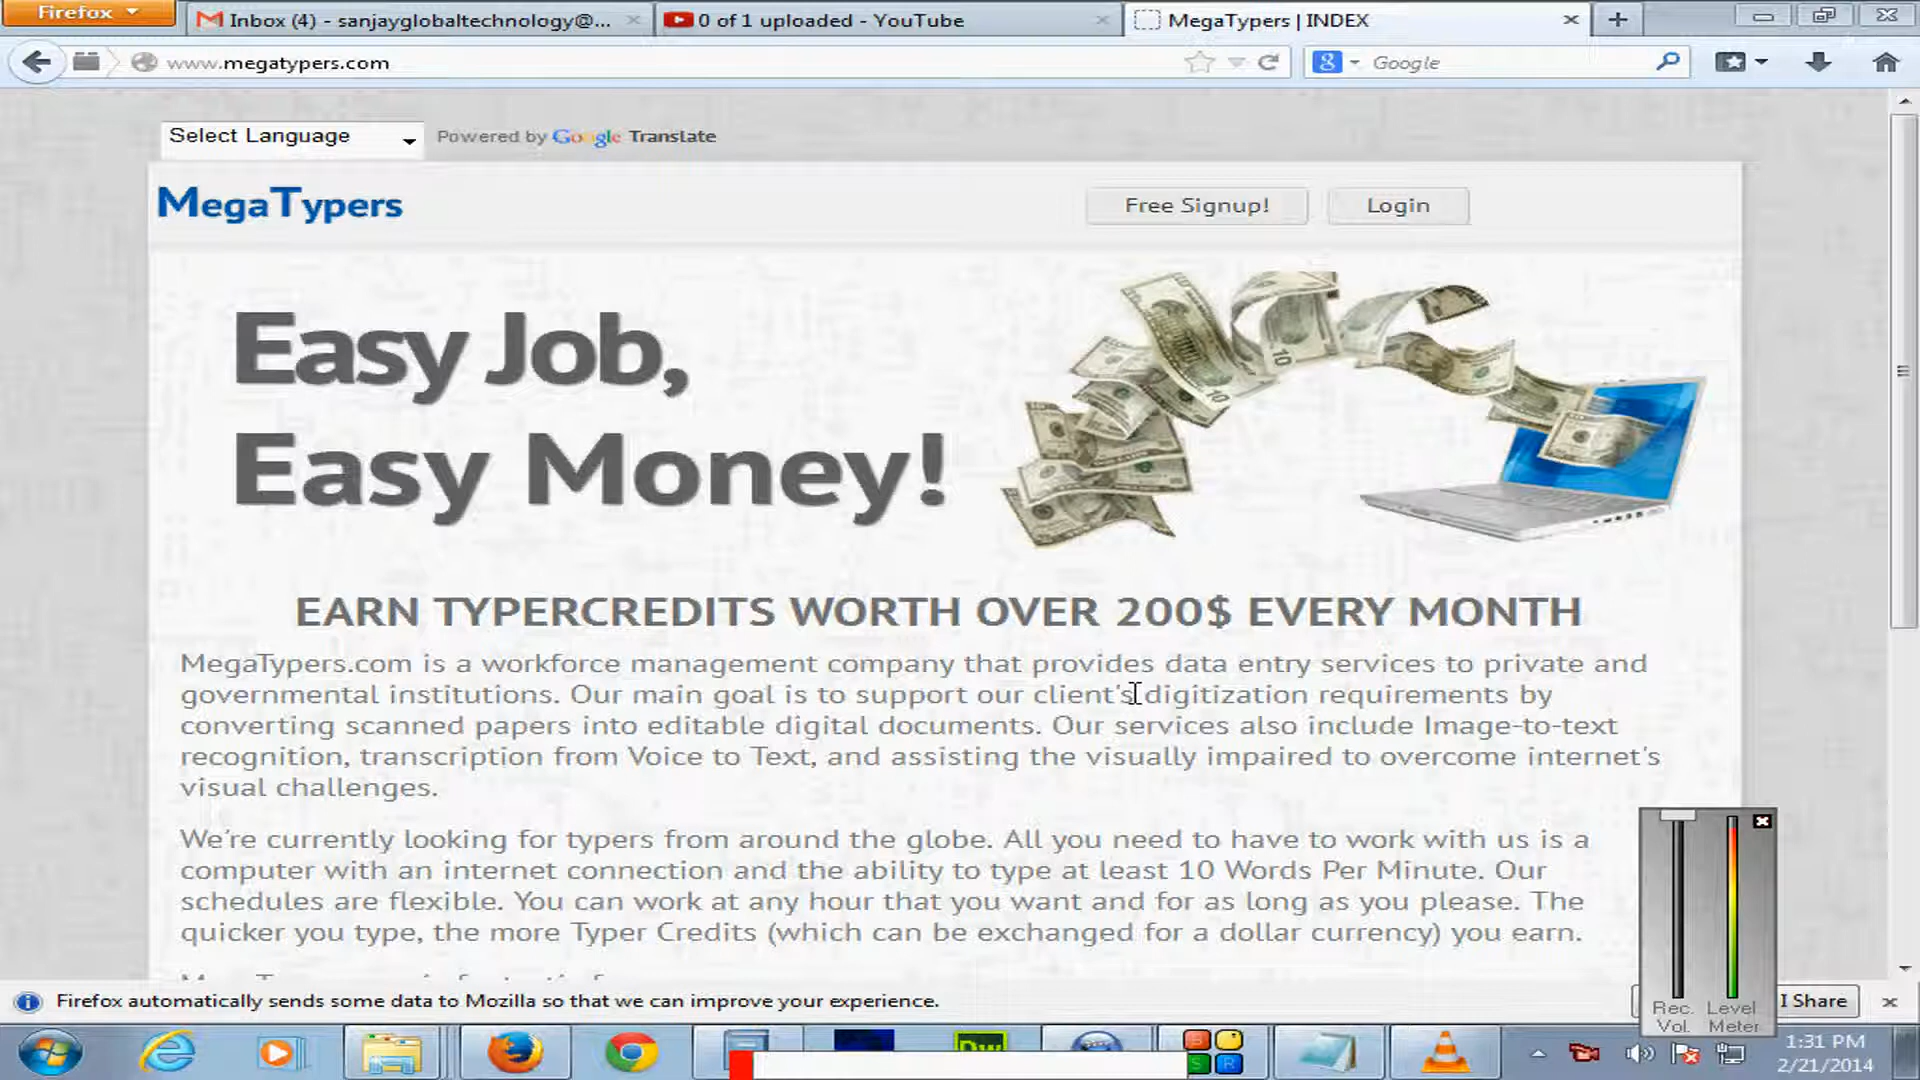 Firefox
Inbox (4) - sanjayglobaltechnology@...
0 of 1 uploaded - YouTube
MegaTypers | INDEX
www.megatypers.com
Google
Select Language
Powered by Google Translate
MegaTypers
Free Signup!
Login
Easy Job,
Easy Money!
EARN TYPERCREDITS WORTH OVER 200$ EVERY MONTH
MegaTypers.com is a workforce management company that provides data entry services to private and
governmental institutions. Our main goal is to support our client's digitization requirements by
converting scanned papers into editable digital documents. Our services also include Image-to-text
recognition, transcription from Voice to Text, and assisting the visually impaired to overcome internet's
visual challenges.
We're currently looking for typers from around the globe. All you need to have to work with us is a
computer with an internet connection and the ability to type at least 10 Words Per Minute. Our
schedules are flexible. You can work at any hour that you want and for as long as you please. The
quicker you type, the more Typer Credits (which can be exchanged for a dollar currency) you earn.
Firefox automatically sends some data to Mozilla so that we can improve your experience.
I Share
Rec. Vol.
Level Meter
1:31 PM
2/21/2014